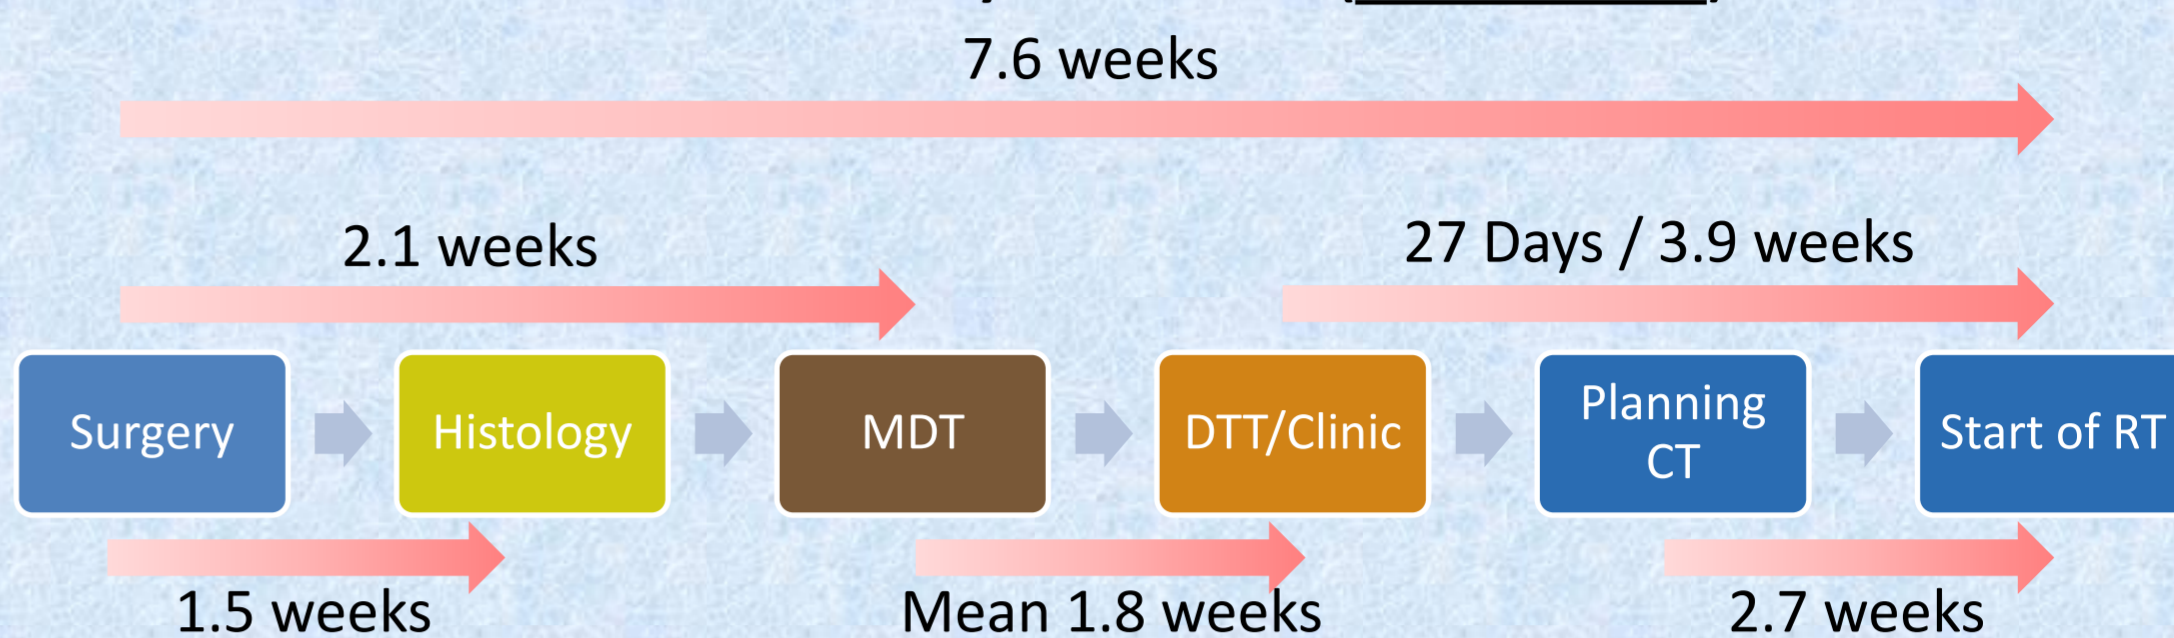 7.6 weeks
2.1 weeks
27 Days / 3.9 weeks
Surgery
Histology
MDT
DTT/Clinic
Planning
CT
Start of RT
1.5 weeks
Mean 1.8 weeks
2.7 weeks